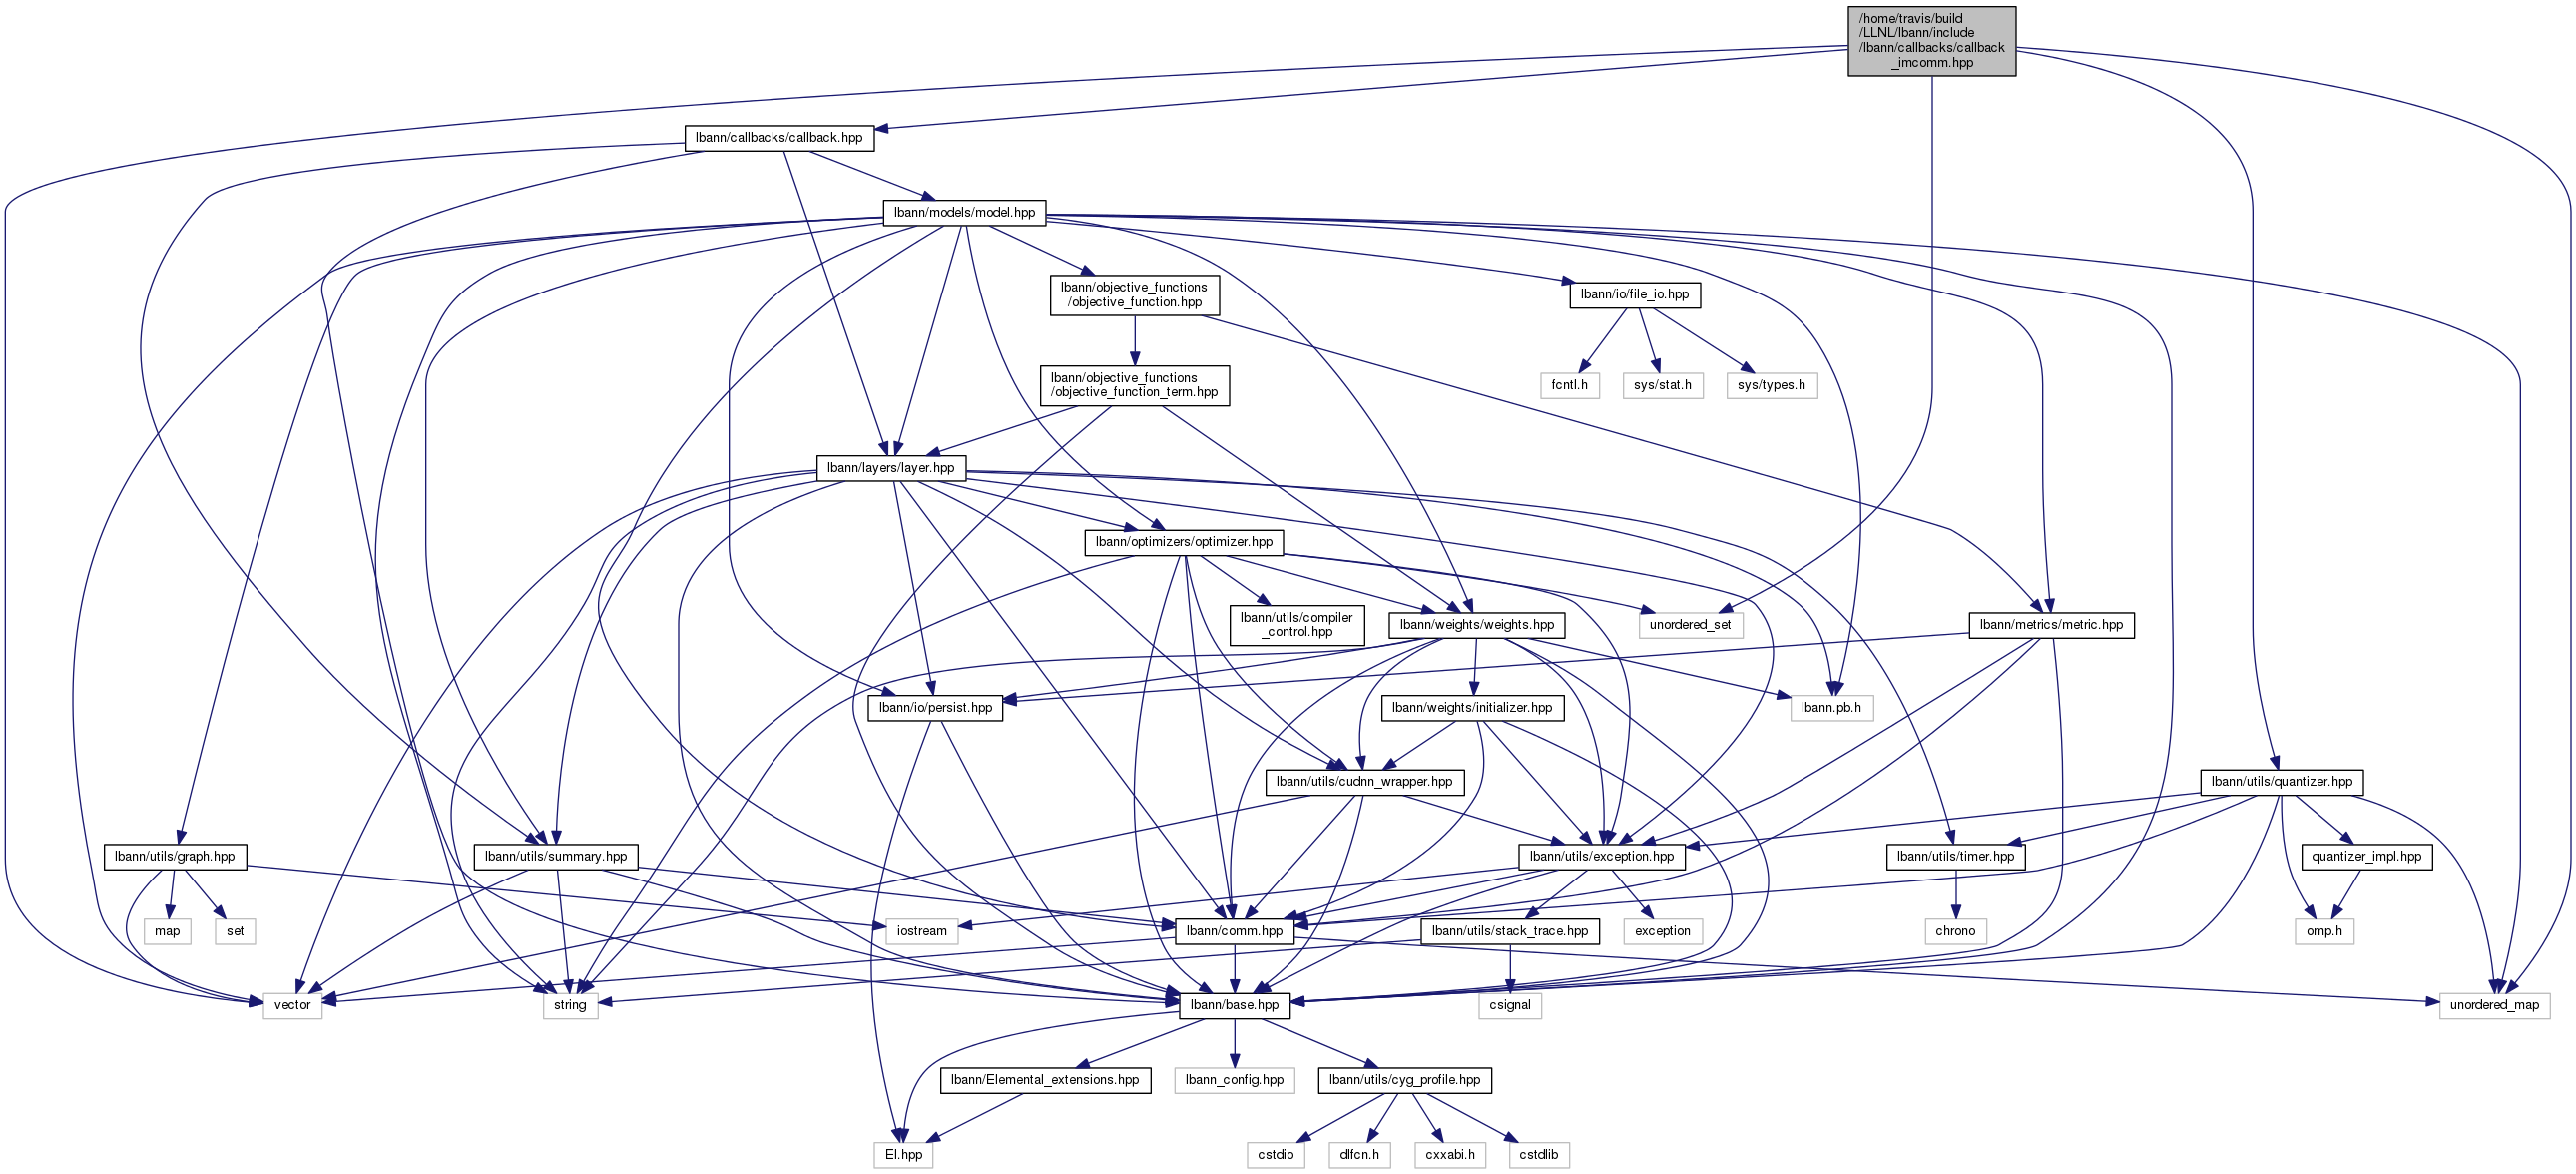 /home/travis/build
/LLNL/lbann/include
/lbann/callbacks/callback
_imcomm.hpp
lbann/callbacks/callback.hpp
lbann/models/model.hpp
lbann/objective_functions
/objective_function.hpp
lbann/io/file_io.hpp
lbann/objective_functions
/objective_function_term.hpp
fcntl.h
sys/stat.h
sys/types.h
lbann/layers/layer.hpp
lbann/optimizers/optimizer.hpp
lbann/utils/compiler
_control.hpp
lbann/weights/weights.hpp
unordered_set
lbann/metrics/metric.hpp
lbann/io/persist.hpp
lbann/weights/initializer.hpp
lbann.pb.h
lbann/utils/cudnn_wrapper.hpp
lbann/utils/quantizer.hpp
lbann/utils/graph.hpp
lbann/utils/summary.hpp
lbann/utils/exception.hpp
lbann/utils/timer.hpp
quantizer_impl.hpp
map
set
iostream
lbann/comm.hpp
lbann/utils/stack_trace.hpp
exception
chrono
omp.h
vector
string
lbann/base.hpp
csignal
unordered_map
lbann/Elemental_extensions.hpp
lbann_config.hpp
lbann/utils/cyg_profile.hpp
El.hpp
cstdio
dlfcn.h
cxxabi.h
cstdlib